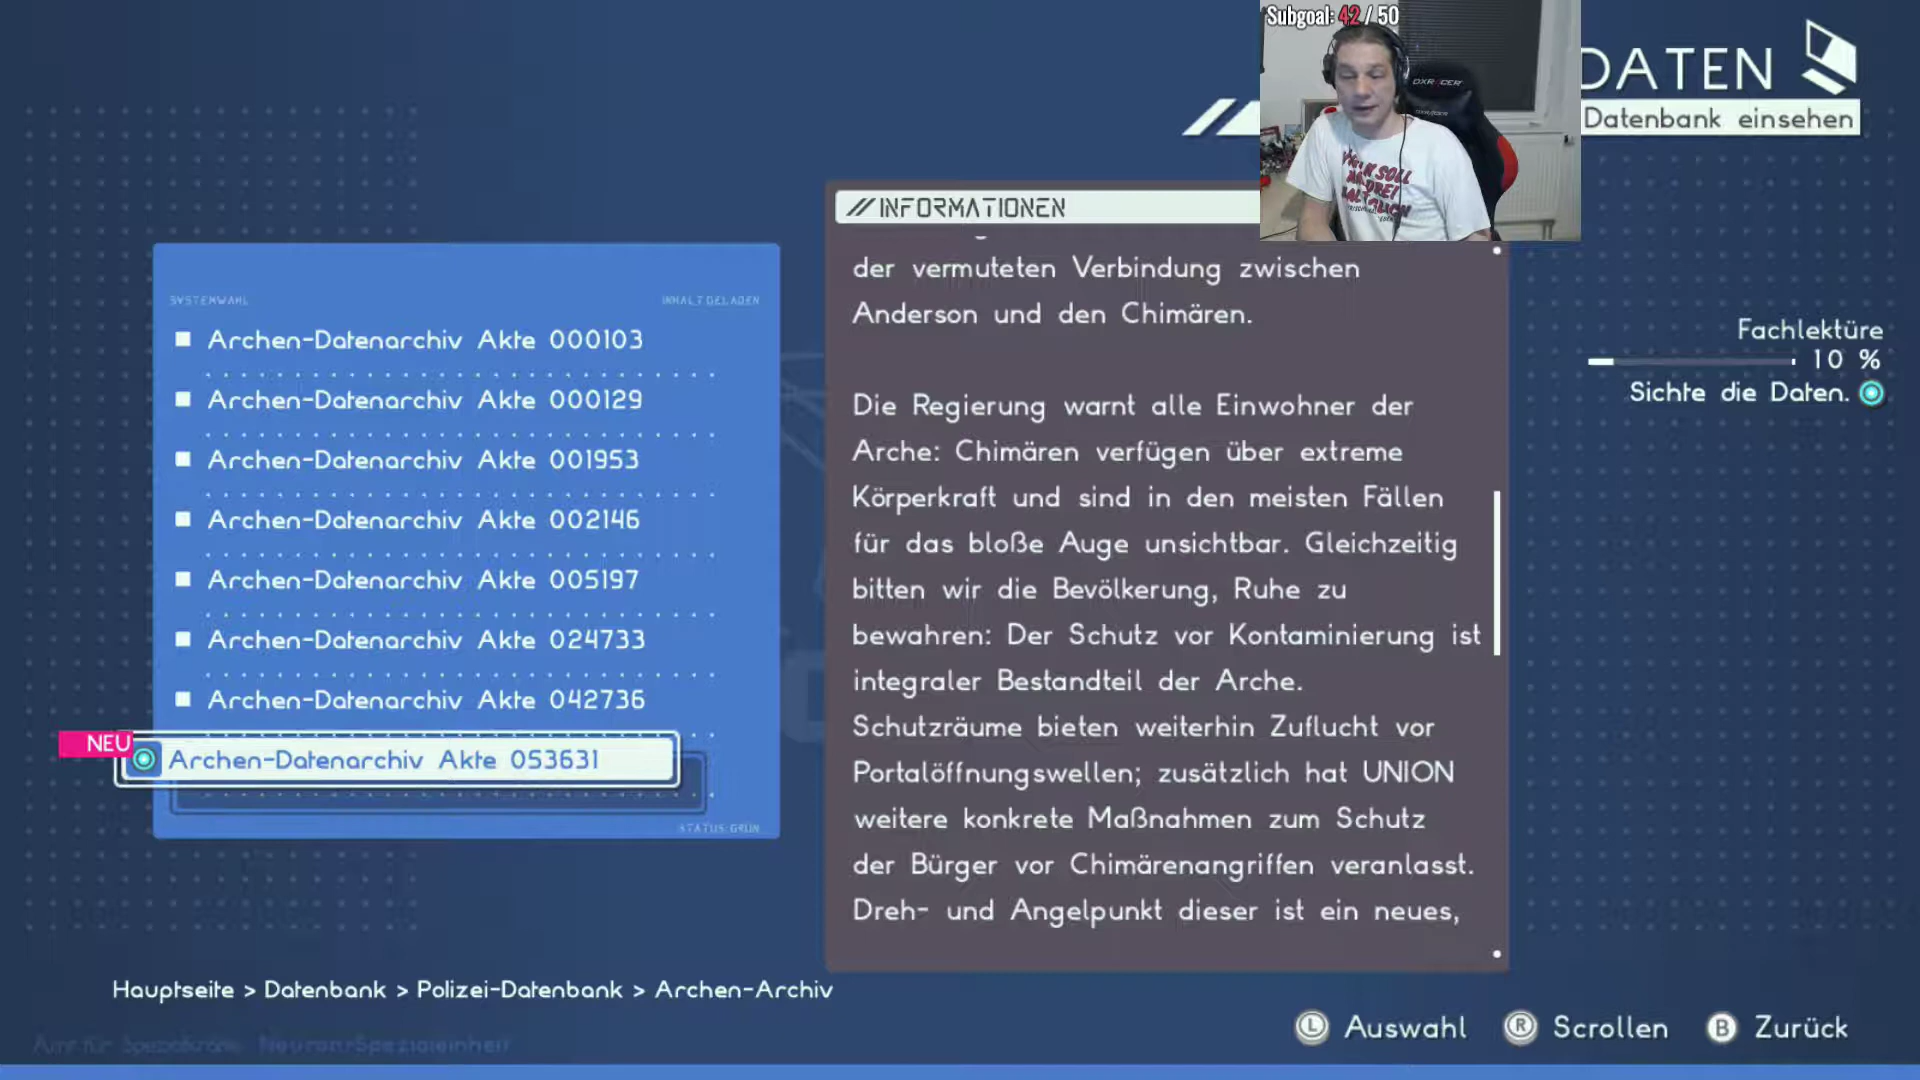 Subgoal: 42 / 50
DATEN
Datenbank einsehen
DXRACER
INFORMATIONEN
der vermuteten Verbindung zwischen
Anderson und den Chimären.
Die Regierung warnt alle Einwohner der
Arche: Chimären verfügen über extreme
Körperkraft und sind in den meisten Fällen
für das bloße Auge unsichtbar. Gleichzeitig
bitten wir die Bevölkerung, Ruhe zu
bewahren: Der Schutz vor Kontaminierung ist
integraler Bestandteil der Arche.
Schutzräume bieten weiterhin Zuflucht vor
Portalöffnungswellen; zusätzlich hat UNION
weitere konkrete Maßnahmen zum Schutz
der Bürger vor Chimärenangriffen veranlasst.
Dreh- und Angelpunkt dieser ist ein neues,
SYSTEMWAHL
INHALT GELADEN
Archen-Datenarchiv Akte 000103
Archen-Datenarchiv Akte 000129
Archen-Datenarchiv Akte 001953
Archen-Datenarchiv Akte 002146
Archen-Datenarchiv Akte 005197
Archen-Datenarchiv Akte 024733
Archen-Datenarchiv Akte 042736
NEU
Archen-Datenarchiv Akte 053631
STATUS: GRÜN
Fachlektüre
10 %
Sichte die Daten.
Hauptseite > Datenbank > Polizei-Datenbank > Archen-Archiv
Neuron-Spezialeinheit
L Auswahl
R Scrollen
B Zurück